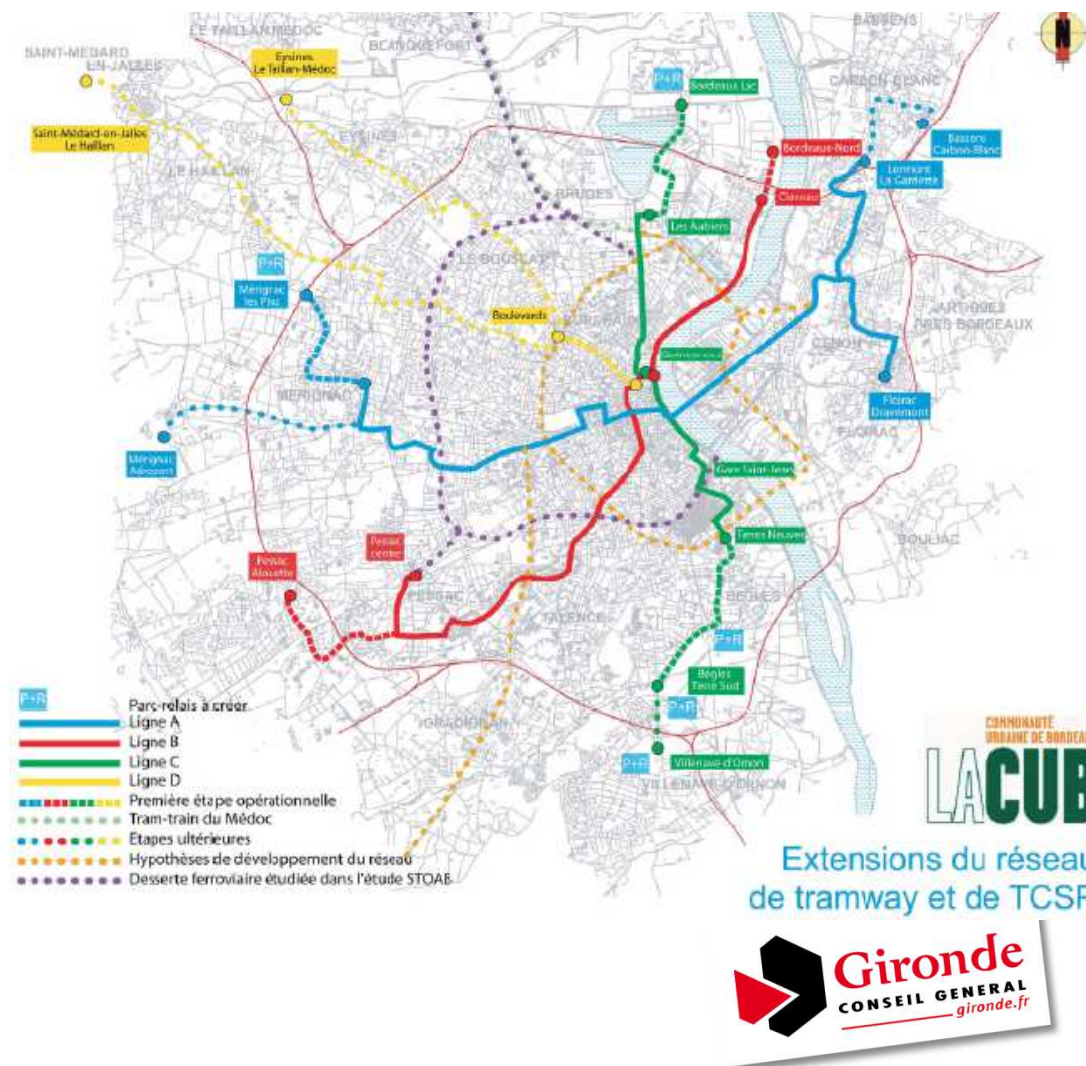 LE TAILLAN-MEDOC
BLANQUEFORT
BASSENS
SAINT-MEDARD
EN-JALLES
Eysines
Le Taillan-Médoc
P+R
Bordeaux Lac
CARBON-BLANC
Saint-Médard-en-Jalles
Le Haillan
EYSINES
Bordeaux-Nord
Bassens
Carbon-Blanc
Lormont
La Gardette
LE HAILLAN
BRUGES
Claveau
Les Aubiers
P+R
LE BOUSCAT
Mérignac
les Pins
Boulevards
ARTIGUES
PRES BORDEAUX
CENON
MERIGNAC
Floirac
Dravemont
FLOIRAC
Mérignac
Aéroport
Gare Saint-Jean
Terres Neuves
Pessac
centre
Pessac
Alouette
BOULIAC
PESSAC
BEGLES
TALENCE
P+R
Bègles
Terre Sud
P+R
P+R
Villenave d'Ornon
VILLENAVE-D'ORNON
GRADIGNAN
P+R
Parc-relais à créer
Ligne A
Ligne B
Ligne C
Ligne D
Première étape opérationnelle
Tram-train du Médoc
Etapes ultérieures
Hypothèses de développement du réseau
Desserte ferroviaire étudiée dans l'étude STOAB
N
COMMUNAUTÉ
URBAINE DE BORDEAU
LACUB
Extensions du réseau
de tramway et de TCSP
Gironde
CONSEIL GENERAL
gironde.fr